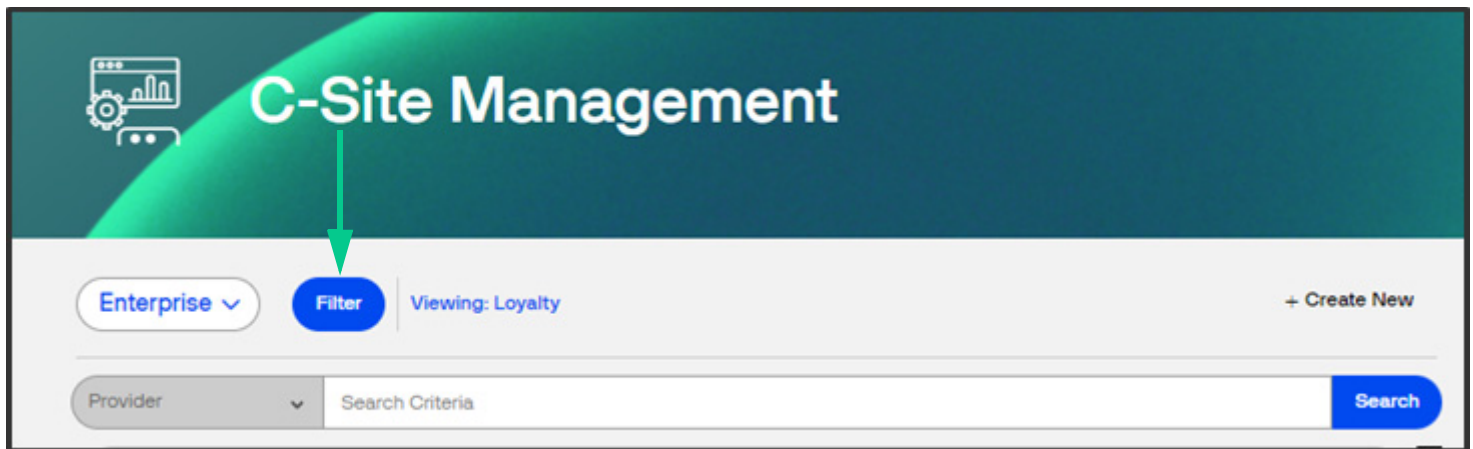 C-Site Management
Enterprise
Filter
Viewing: Loyalty
+ Create New
Provider
Search Criteria
Search